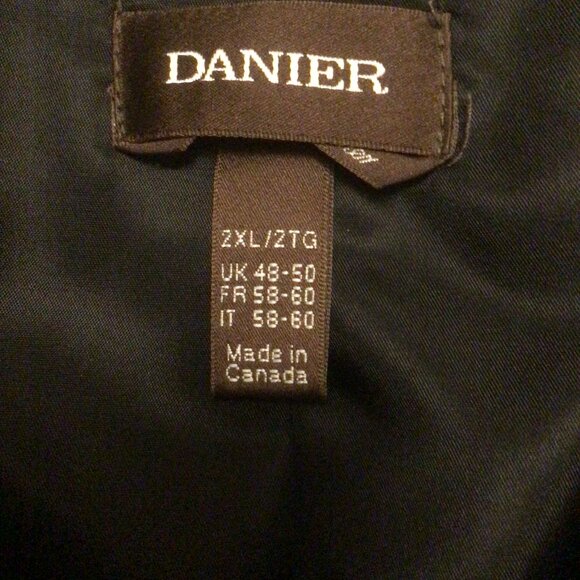 DANIER
2XL/2TG
UK 48-50
FR 58-60
IT 58-60
Made in
Canada